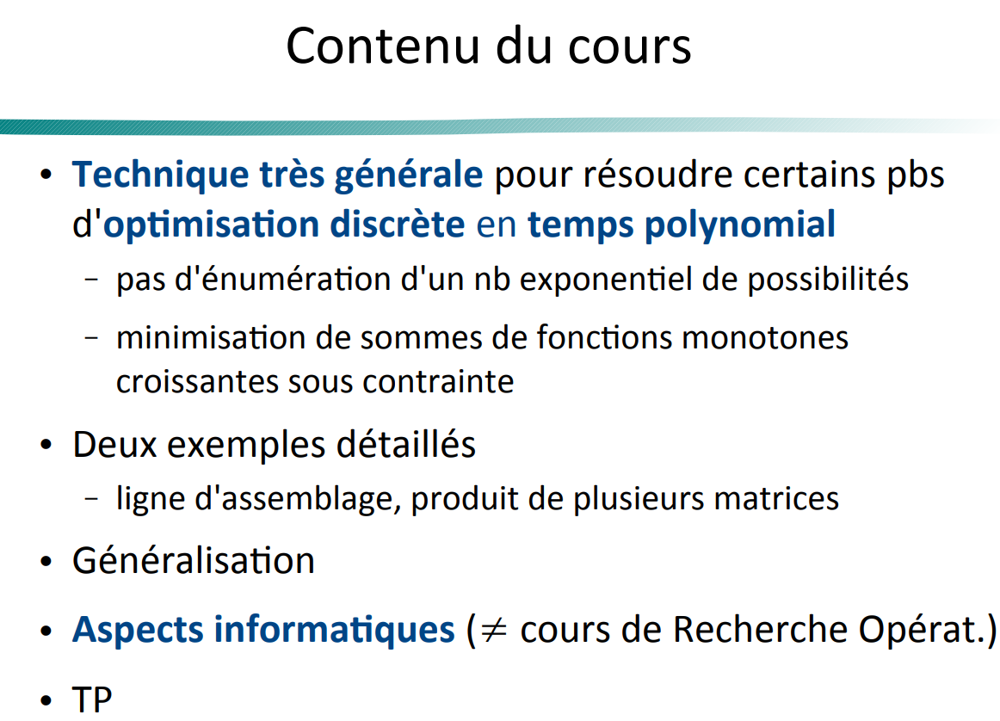 Contenu du cours
• Technique très générale pour résoudre certains pbs
d'optimisation discrète en temps polynomial
– pas d'énumération d'un nb exponentiel de possibilités
– minimisation de sommes de fonctions monotones
croissantes sous contrainte
• Deux exemples détaillés
– ligne d'assemblage, produit de plusieurs matrices
• Généralisation
• Aspects informatiques (≠ cours de Recherche Opérat.)
• TP